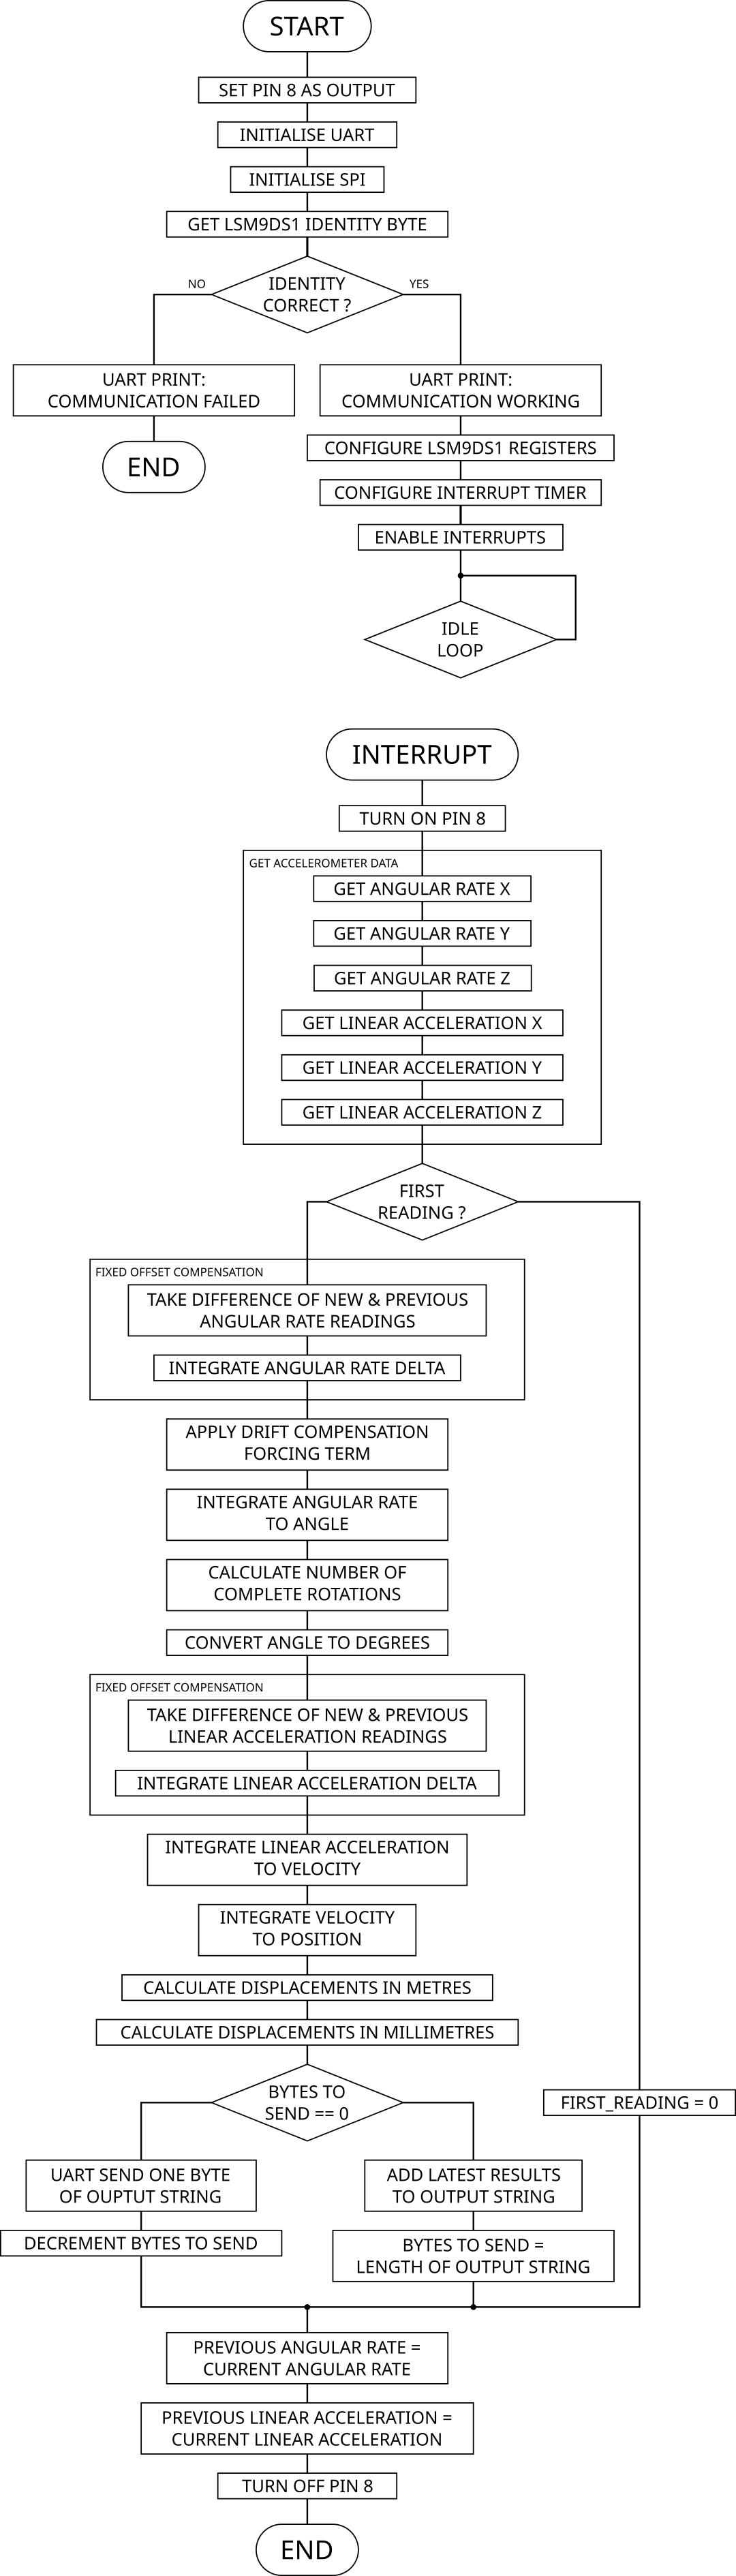 START
SET PIN 8 AS OUTPUT
INITIALISE UART
INITIALISE SPI
GET LSM9DS1 IDENTITY BYTE
IDENTITY
CORRECT ?
NO
YES
UART PRINT:
COMMUNICATION FAILED
END
UART PRINT:
COMMUNICATION WORKING
CONFIGURE LSM9DS1 REGISTERS
CONFIGURE INTERRUPT TIMER
ENABLE INTERRUPTS
IDLE
LOOP
INTERRUPT
TURN ON PIN 8
GET ACCELEROMETER DATA
GET ANGULAR RATE X
GET ANGULAR RATE Y
GET ANGULAR RATE Z
GET LINEAR ACCELERATION X
GET LINEAR ACCELERATION Y
GET LINEAR ACCELERATION Z
FIRST
READING ?
FIXED OFFSET COMPENSATION
TAKE DIFFERENCE OF NEW & PREVIOUS
ANGULAR RATE READINGS
INTEGRATE ANGULAR RATE DELTA
APPLY DRIFT COMPENSATION
FORCING TERM
INTEGRATE ANGULAR RATE
TO ANGLE
CALCULATE NUMBER OF
COMPLETE ROTATIONS
CONVERT ANGLE TO DEGREES
FIXED OFFSET COMPENSATION
TAKE DIFFERENCE OF NEW & PREVIOUS
LINEAR ACCELERATION READINGS
INTEGRATE LINEAR ACCELERATION DELTA
INTEGRATE LINEAR ACCELERATION
TO VELOCITY
INTEGRATE VELOCITY
TO POSITION
CALCULATE DISPLACEMENTS IN METRES
CALCULATE DISPLACEMENTS IN MILLIMETRES
BYTES TO
SEND == 0
FIRST_READING = 0
UART SEND ONE BYTE
OF OUPTUT STRING
DECREMENT BYTES TO SEND
ADD LATEST RESULTS
TO OUTPUT STRING
BYTES TO SEND =
LENGTH OF OUTPUT STRING
PREVIOUS ANGULAR RATE =
CURRENT ANGULAR RATE
PREVIOUS LINEAR ACCELERATION =
CURRENT LINEAR ACCELERATION
TURN OFF PIN 8
END